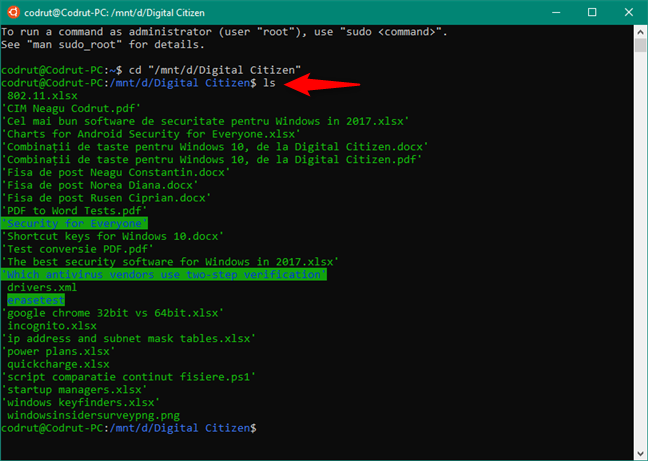 codrut@Codrut-PC: /mnt/d/Digital Citizen
To run a command as administrator (user "root"), use "sudo <command>".
See "man sudo_root" for details.
codrut@Codrut-PC:~$ cd "/mnt/d/Digital Citizen"
codrut@Codrut-PC:/mnt/d/Digital Citizen$ ls
802.11.xlsx
'CIM Neagu Codrut.pdf'
'Cel mai bun software de securitate pentru Windows in 2017.xlsx'
'Charts for Android Security for Everyone.xlsx'
'Combinații de taste pentru Windows 10, de la Digital Citizen.docx'
'Combinații de taste pentru Windows 10, de la Digital Citizen.pdf'
'Fisa de post Neagu Constantin.docx'
'Fisa de post Norea Diana.docx'
'Fisa de post Rusen Ciprian.docx'
'PDF to Word Tests.pdf'
'Security for Everyone'
'Shortcut keys for Windows 10.docx'
'Test conversie PDF.pdf'
'The best security software for Windows in 2017.xlsx'
'Which antivirus vendors use two-step verification'
drivers.xml
erasetest
'google chrome 32bit vs 64bit.xlsx'
incognito.xlsx
'ip address and subnet mask tables.xlsx'
'power plans.xlsx'
quickcharge.xlsx
'script comparatie continut fisiere.ps1'
'startup managers.xlsx'
'windows keyfinders.xlsx'
windowsinsidersurveypng.png
codrut@Codrut-PC:/mnt/d/Digital Citizen$